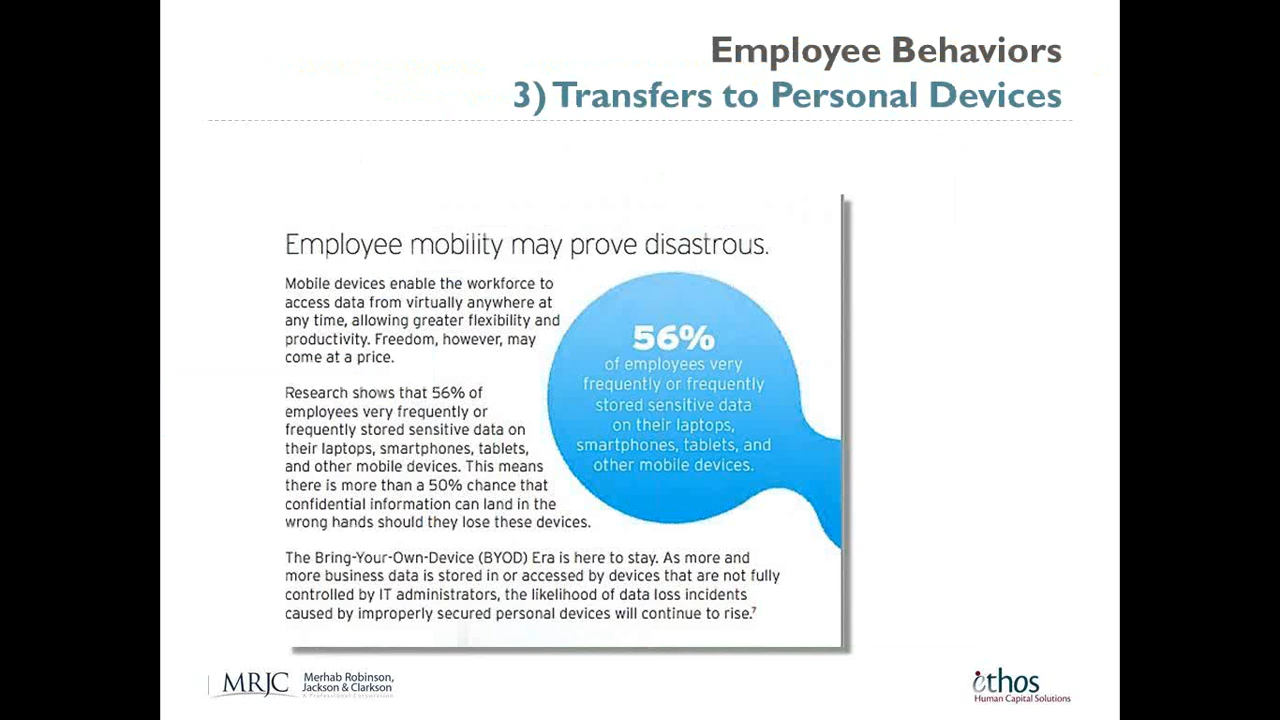 Employee Behaviors
3) Transfers to Personal Devices
Employee mobility may prove disastrous.
Mobile devices enable the workforce to
access data from virtually anywhere at
any time, allowing greater flexibility and
productivity. Freedom, however, may
come at a price.
Research shows that 56% of
employees very frequently or
frequently stored sensitive data on
their laptops, smartphones, tablets,
and other mobile devices. This means
there is more than a 50% chance that
confidential information can land in the
wrong hands should they lose these devices.
56%
of employees very
frequently or frequently
stored sensitive data
on their laptops,
smartphones, tablets, and
other mobile devices.
The Bring-Your-Own-Device (BYOD) Era is here to stay. As more and
more business data is stored in or accessed by devices that are not fully
controlled by IT administrators, the likelihood of data loss incidents
caused by improperly secured personal devices will continue to rise.7
MRJC
Merhab Robinson,
Jackson & Clarkson
A Professional Corporation
ethos
Human Capital Solutions